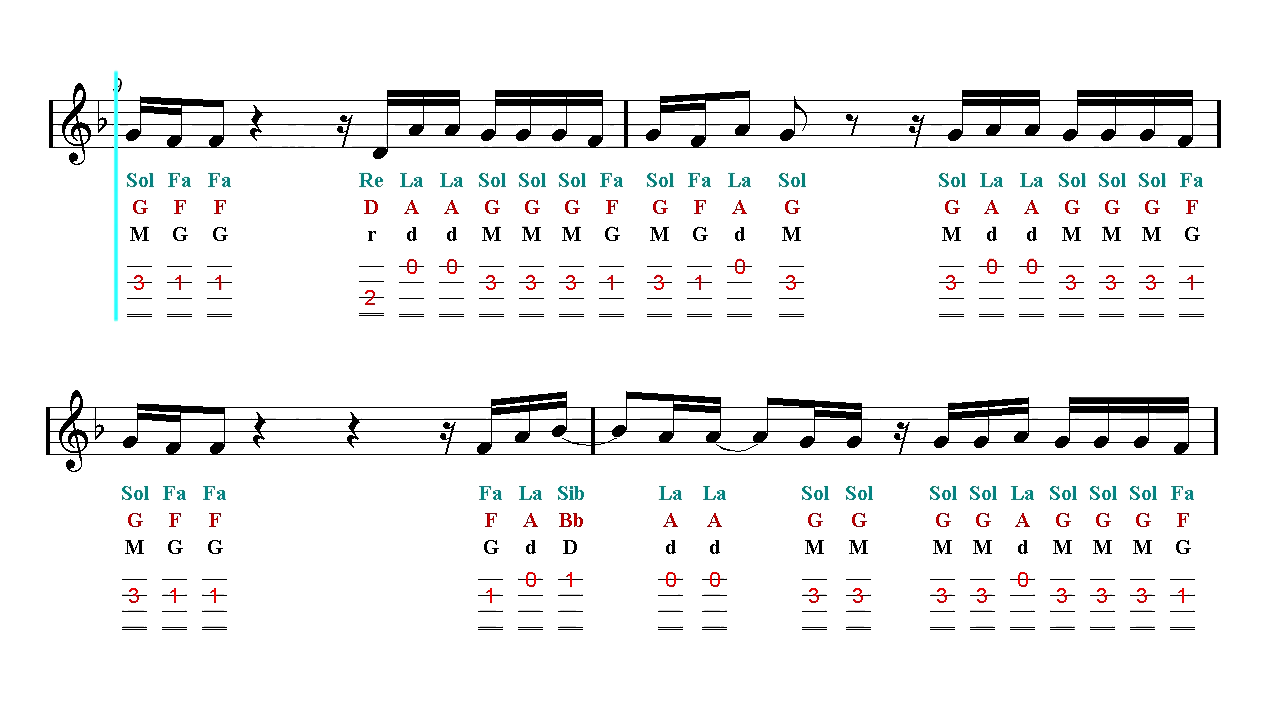 9
Sol Fa Fa Re La La Sol Sol Sol Fa Sol Fa La Sol Sol La La Sol Sol Sol Fa
G F F D A A G G G F G F A G G A A G G G F
M G G r d d M M M G M G d M M d d M M M G
0 0 0 0 0
3 1 1 3 3 3 1 3 1 3 3 3 3 3 1
2
Sol Fa Fa Fa La Sib La La Sol Sol Sol Sol La Sol Sol Sol Fa
G F F F A Bb A A G G G G A G G G F
M G G G d D d d M M M M d M M M G
0 1 0 0 0
3 1 1 1 3 3 3 3 3 3 3 1